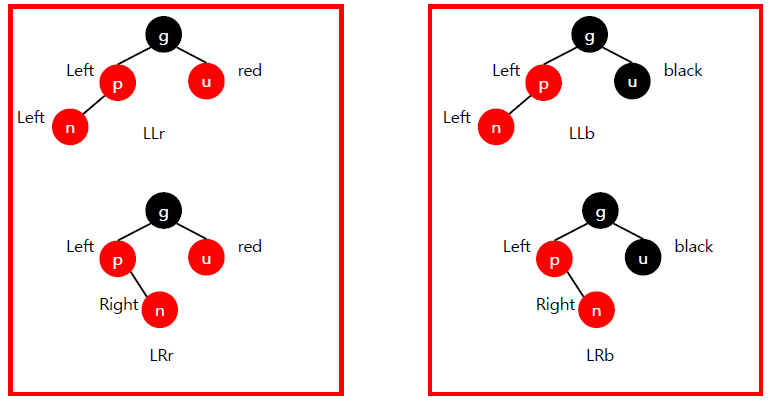 g
Left p u red
Left n
LLr
g
Left p u red
Right n
LRr
g
Left p u black
Left n
LLb
g
Left p u black
Right n
LRb